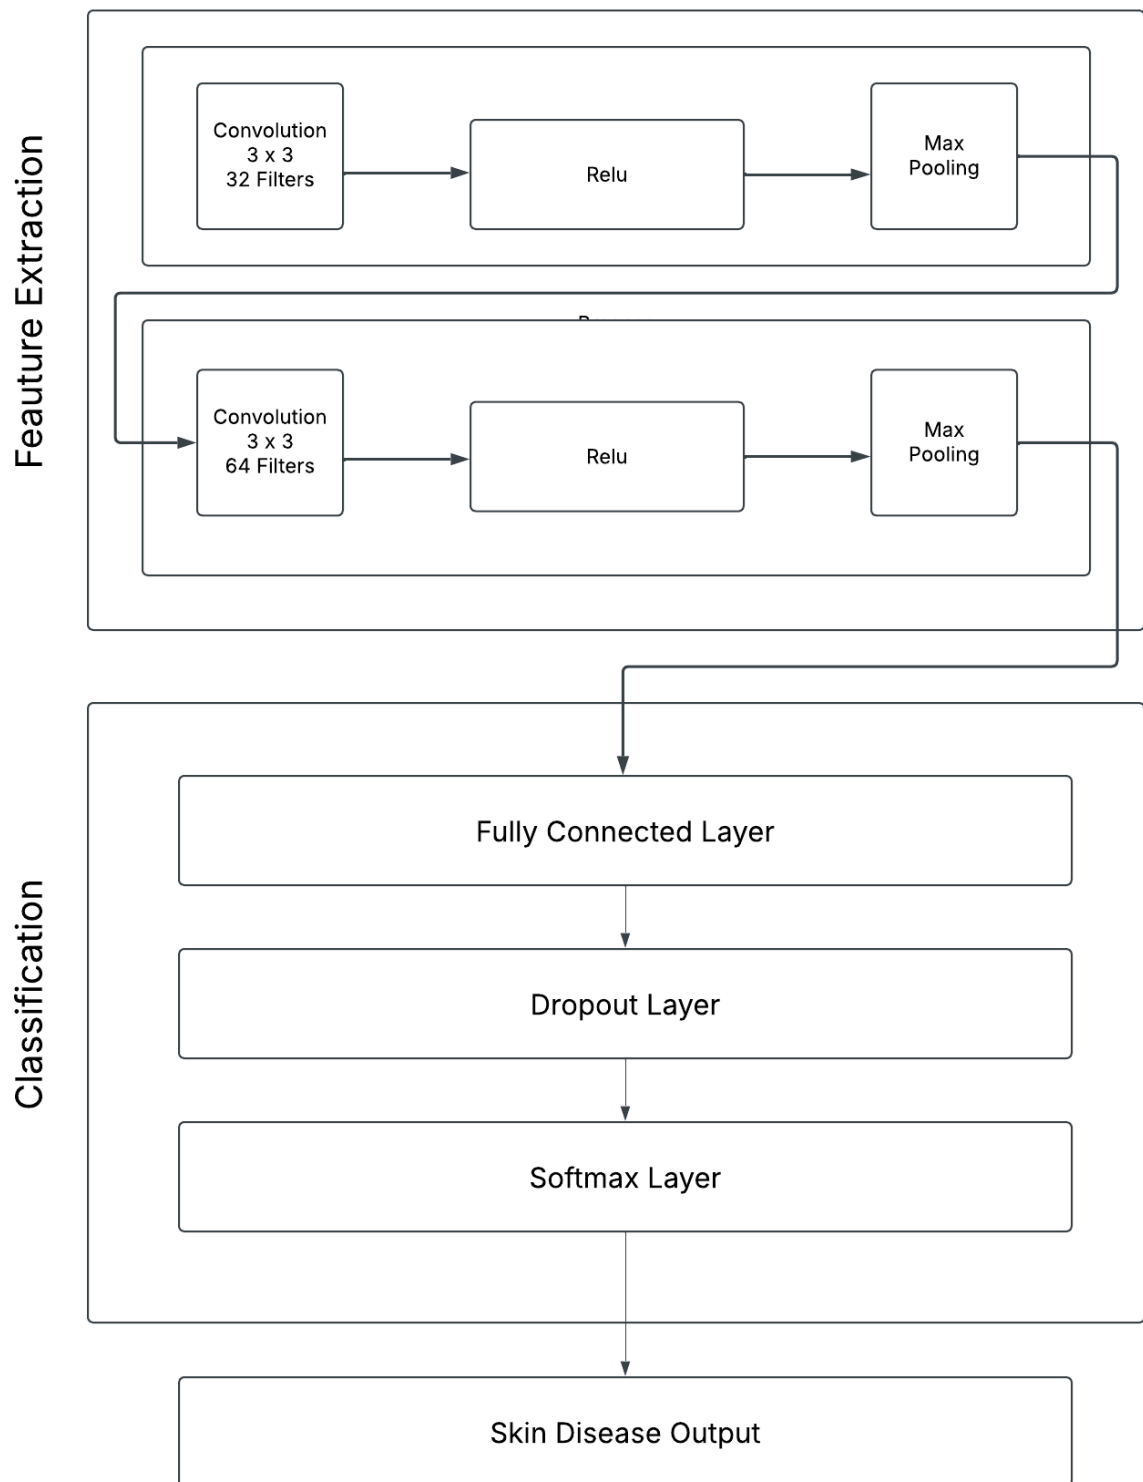 Feauture Extraction
Convolution
3 x 3
32 Filters
Relu
Max
Pooling
Convolution
3 x 3
64 Filters
Relu
Max
Pooling
Classification
Fully Connected Layer
Dropout Layer
Softmax Layer
Skin Disease Output